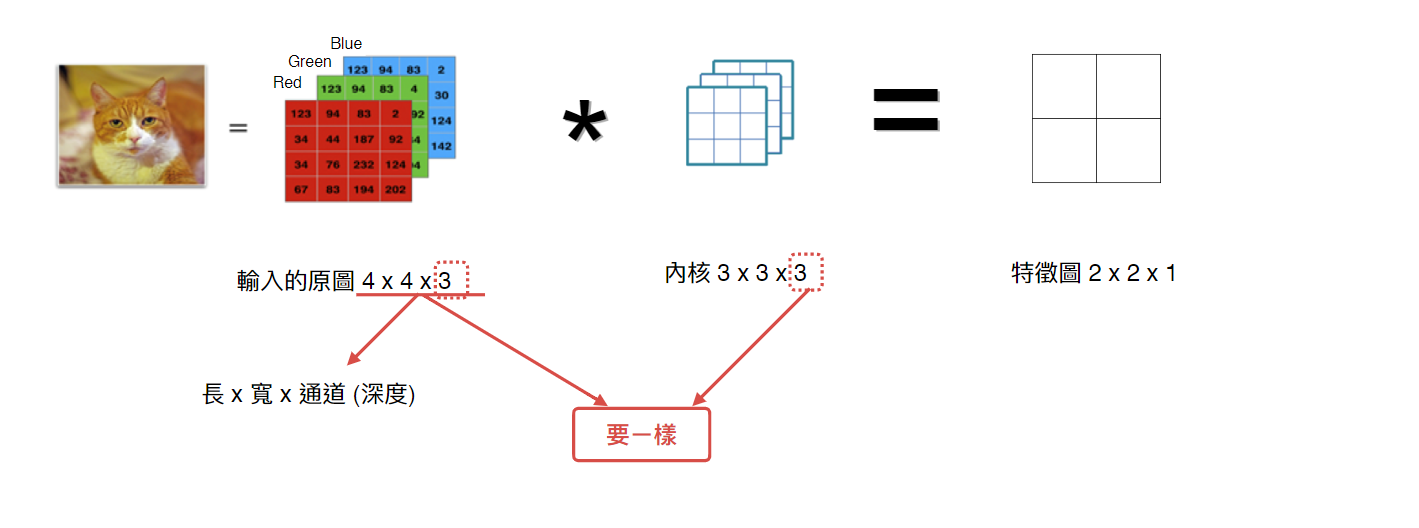 Blue
Green
Red
123 94 83 2
30
124
142
123 94 83 4
92
4
4
123 94 83 2
34 44 187 92
34 76 232 124
67 83 194 202
=
*
=
輸入的原圖 4 x 4 x 3
內核 3 x 3 x 3
特徵圖 2 x 2 x 1
長 x 寬 x 通道 (深度)
要一樣